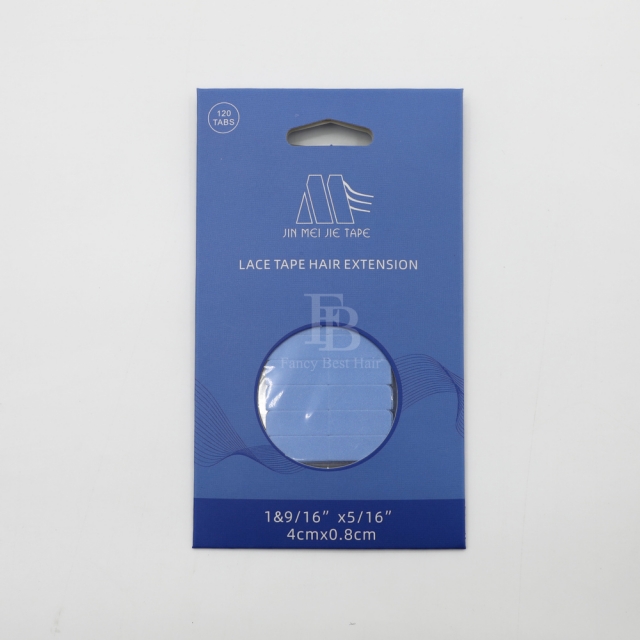 120
TABS
JIN MEI JIE TAPE
LACE TAPE HAIR EXTENSION
FB
Fancy Best Hair
1&9/16” x5/16”
4cmx0.8cm